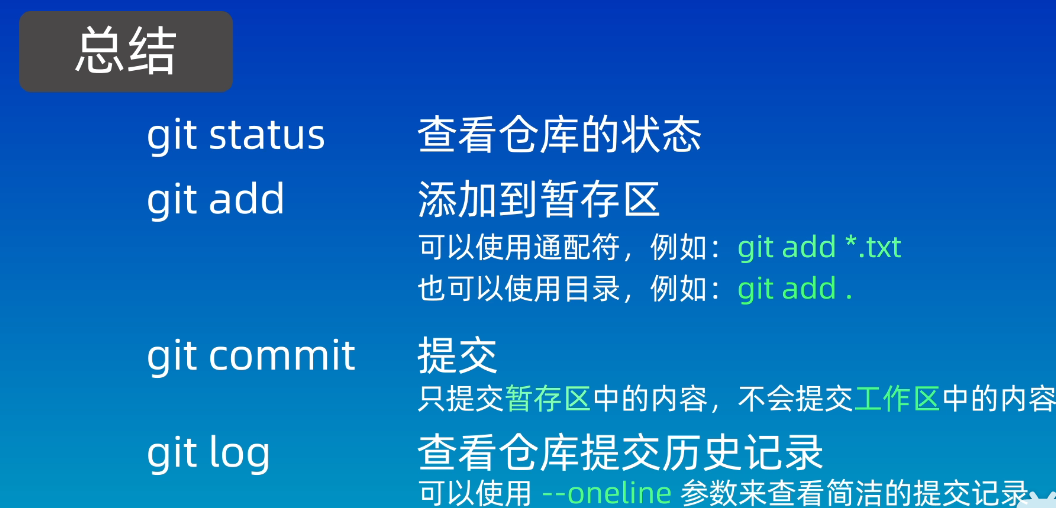 总结
git status 查看仓库的状态
git add 添加到暂存区
可以使用通配符，例如：git add *.txt
也可以使用目录，例如：git add .
git commit 提交
只提交暂存区中的内容，不会提交工作区中的内容
git log 查看仓库提交历史记录
可以使用 --oneline 参数来查看简洁的提交记录